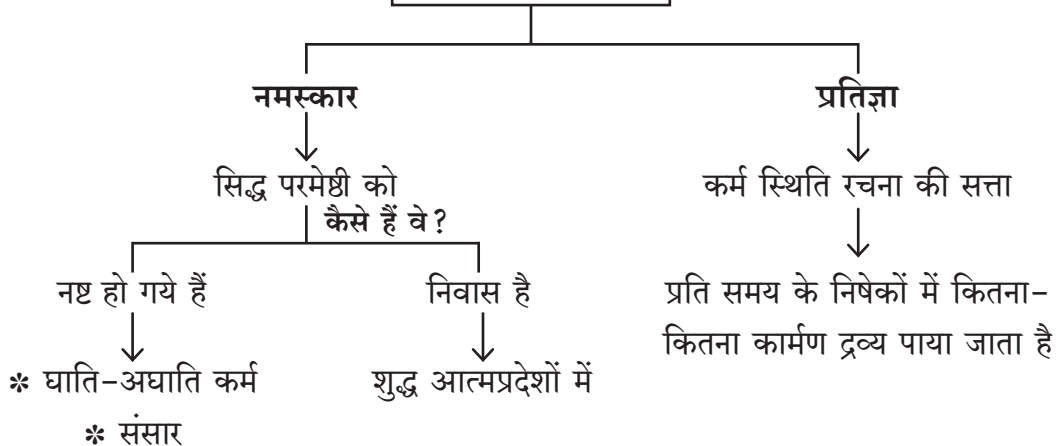 नमस्कार
प्रतिज्ञा
सिद्ध परमेष्ठी को
कर्म स्थिति रचना की सत्ता
कैसे हैं वे?
नष्ट हो गये हैं
निवास है
प्रति समय के निषेकों में कितना-
कितना कार्मण द्रव्य पाया जाता है
* घाति-अघाति कर्म
शुद्ध आत्मप्रदेशों में
* संसार